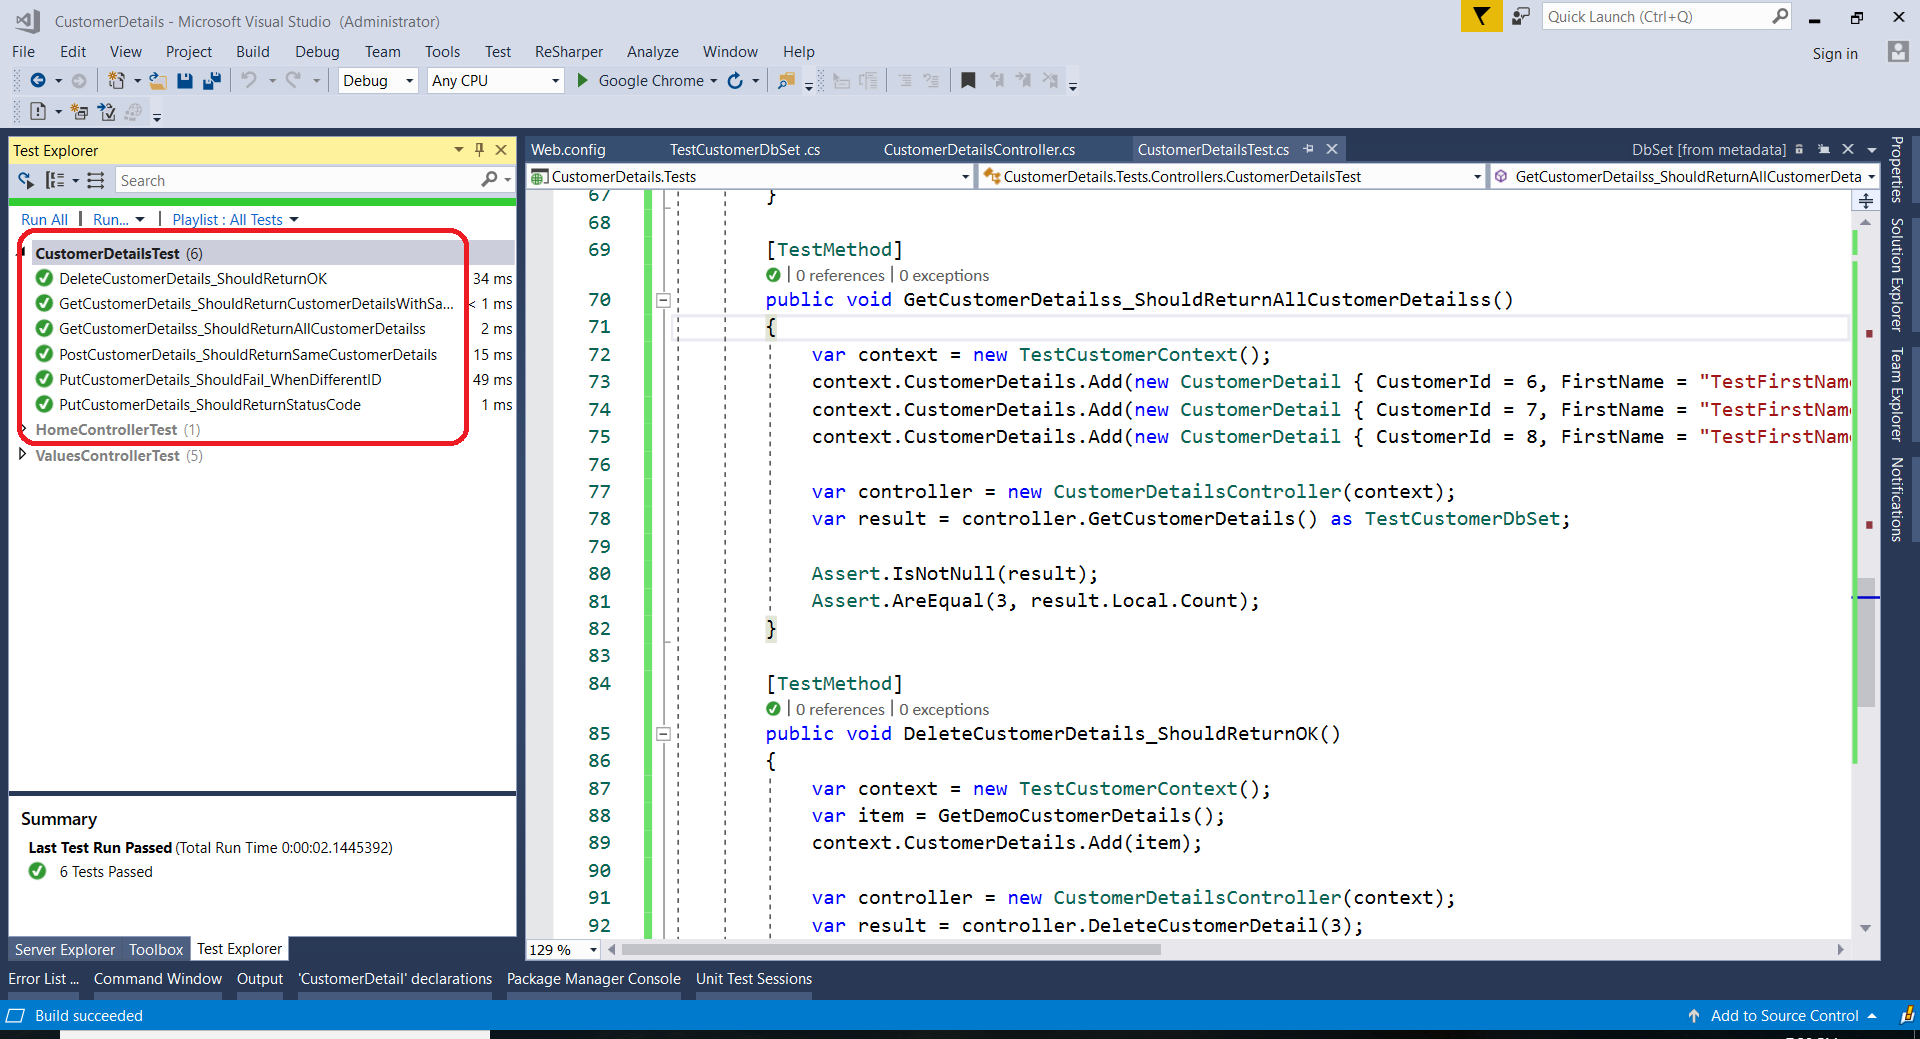 CustomerDetails - Microsoft Visual Studio (Administrator)
Quick Launch (Ctrl+Q)
File Edit View Project Build Debug Team Tools Test ReSharper Analyze Window Help
Sign in
Debug Any CPU Google Chrome
Test Explorer
Search
Run All | Run... | Playlist : All Tests
CustomerDetailsTest (6)
DeleteCustomerDetails_ShouldReturnOK 34 ms
GetCustomerDetails_ShouldReturnCustomerDetailsWithSa... < 1 ms
GetCustomerDetailss_ShouldReturnAllCustomerDetailss 2 ms
PostCustomerDetails_ShouldReturnSameCustomerDetails 15 ms
PutCustomerDetails_ShouldFail_WhenDifferentID 49 ms
PutCustomerDetails_ShouldReturnStatusCode 1 ms
HomeControllerTest (1)
ValuesControllerTest (5)
Summary
Last Test Run Passed (Total Run Time 0:00:02.1445392)
6 Tests Passed
Server Explorer Toolbox Test Explorer
Web.config TestCustomerDbSet .cs CustomerDetailsController.cs CustomerDetailsTest.cs DbSet [from metadata]
CustomerDetails.Tests CustomerDetails.Tests.Controllers.CustomerDetailsTest GetCustomerDetailss_ShouldReturnAllCustomerDeta
67 }
68
69 [TestMethod]
| 0 references | 0 exceptions
70 public void GetCustomerDetailss_ShouldReturnAllCustomerDetailss()
71 {
72 var context = new TestCustomerContext();
73 context.CustomerDetails.Add(new CustomerDetail { CustomerId = 6, FirstName = "TestFirstName
74 context.CustomerDetails.Add(new CustomerDetail { CustomerId = 7, FirstName = "TestFirstName
75 context.CustomerDetails.Add(new CustomerDetail { CustomerId = 8, FirstName = "TestFirstName
76
77 var controller = new CustomerDetailsController(context);
78 var result = controller.GetCustomerDetails() as TestCustomerDbSet;
79
80 Assert.IsNotNull(result);
81 Assert.AreEqual(3, result.Local.Count);
82 }
83
84 [TestMethod]
| 0 references | 0 exceptions
85 public void DeleteCustomerDetails_ShouldReturnOK()
86 {
87 var context = new TestCustomerContext();
88 var item = GetDemoCustomerDetails();
89 context.CustomerDetails.Add(item);
90
91 var controller = new CustomerDetailsController(context);
92 var result = controller.DeleteCustomerDetail(3);
129 %
Properties
Solution Explorer
Team Explorer
Notifications
Error List ... Command Window Output 'CustomerDetail' declarations Package Manager Console Unit Test Sessions
Build succeeded
Add to Source Control